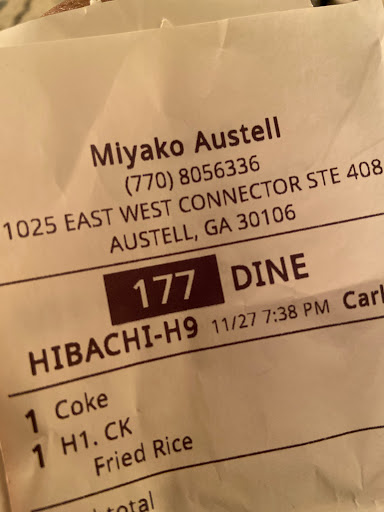 Miyako Austell
(770) 8056336
1025 EAST WEST CONNECTOR STE 408
AUSTELL, GA 30106
177 DINE
HIBACHI-H9 11/27 7:38 PM
1 Coke
1 H1. CK
Fried Rice